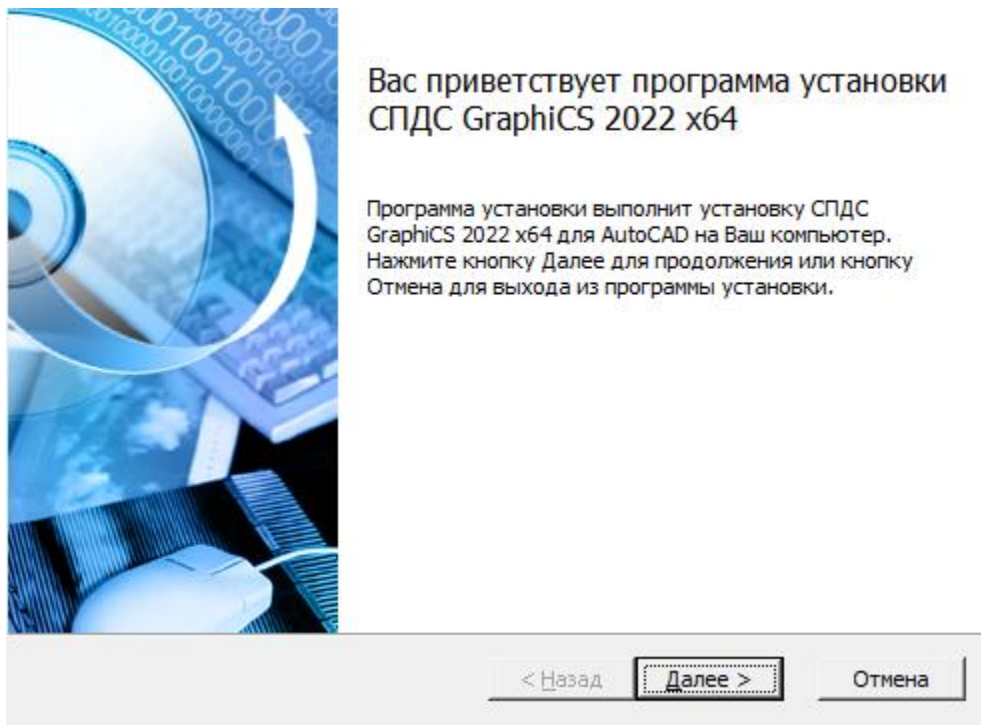 Вас приветствует программа установки
СПДС GraphiCS 2022 x64
Программа установки выполнит установку СПДС
GraphiCS 2022 x64 для AutoCAD на Ваш компьютер.
Нажмите кнопку Далее для продолжения или кнопку
Отмена для выхода из программы установки.
< Назад
Далее >
Отмена